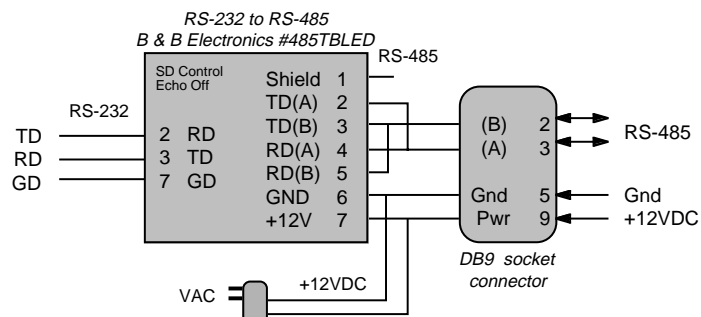 RS-232 to RS-485
B & B Electronics #485TBLED
SD Control
Echo Off
RS-485
RS-232
Shield 1
TD(A) 2
TD(B) 3
RD(A) 4
RD(B) 5
GND 6
+12V 7
TD
RD
GD
2 RD
3 TD
7 GD
(B) 2
(A) 3
Gnd 5
Pwr 9
RS-485
Gnd
+12VDC
DB9 socket
connector
+12VDC
VAC